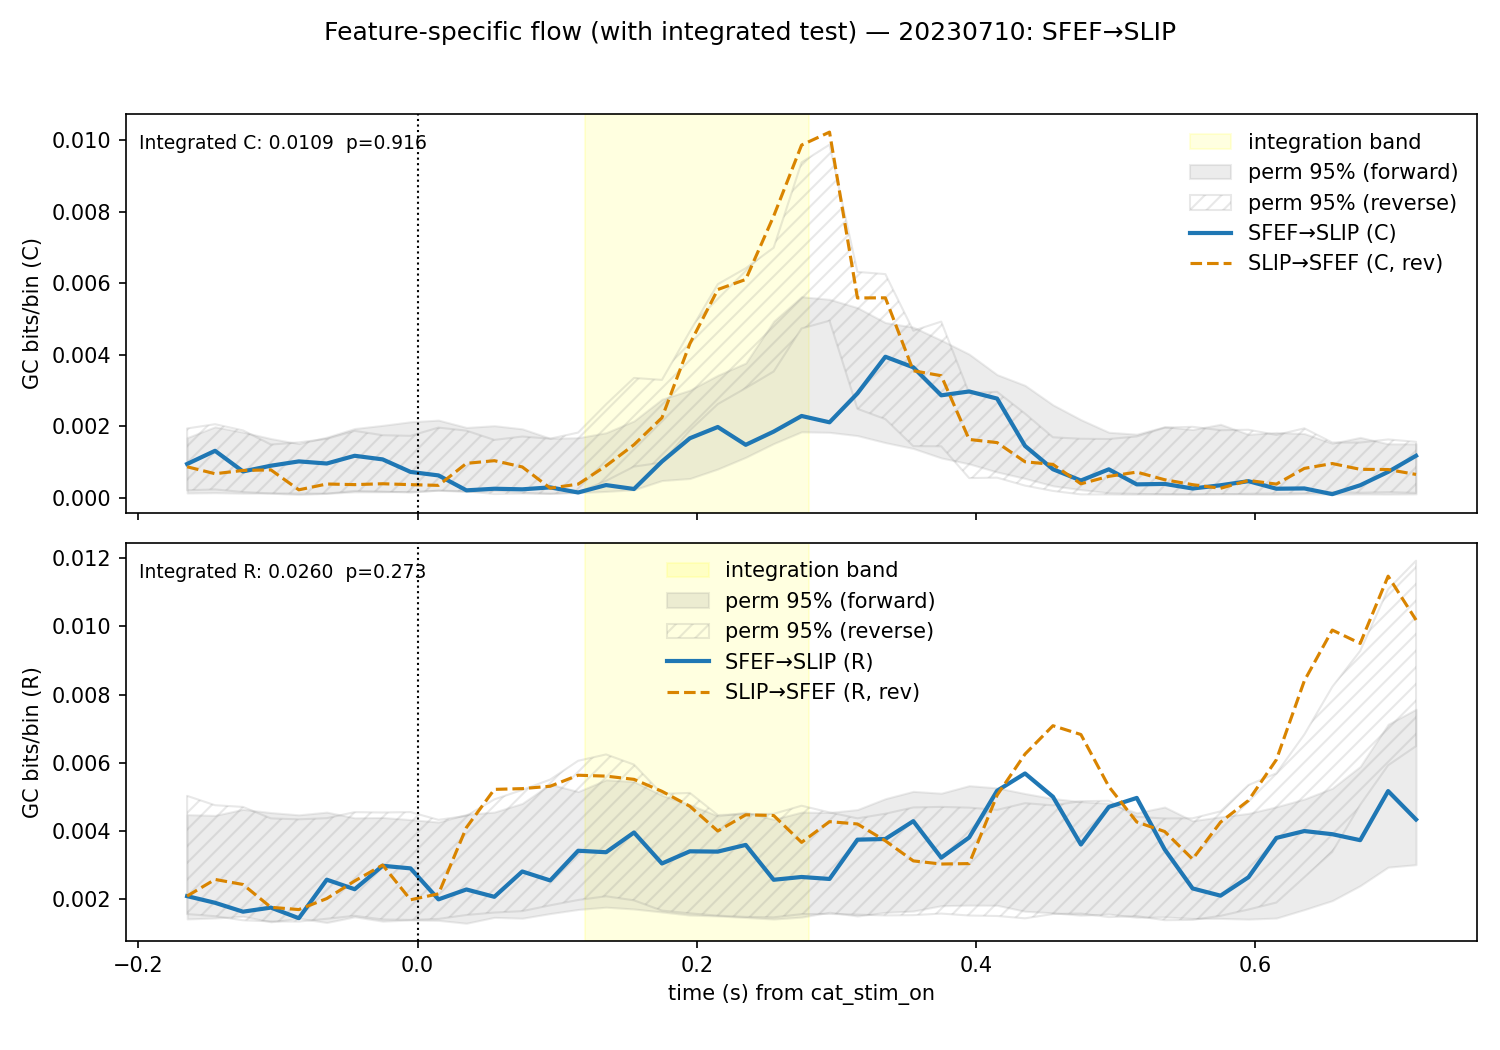 Feature-specific flow (with integrated test) — 20230710: SFEF→SLIP
Integrated C: 0.0109  p=0.916
integration band
perm 95% (forward)
perm 95% (reverse)
SFEF→SLIP (C)
SLIP→SFEF (C, rev)
GC bits/bin (C)
0.010
0.008
0.006
0.004
0.002
0.000
Integrated R: 0.0260  p=0.273
integration band
perm 95% (forward)
perm 95% (reverse)
SFEF→SLIP (R)
SLIP→SFEF (R, rev)
GC bits/bin (R)
0.012
0.010
0.008
0.006
0.004
0.002
−0.2 0.0 0.2 0.4 0.6
time (s) from cat_stim_on